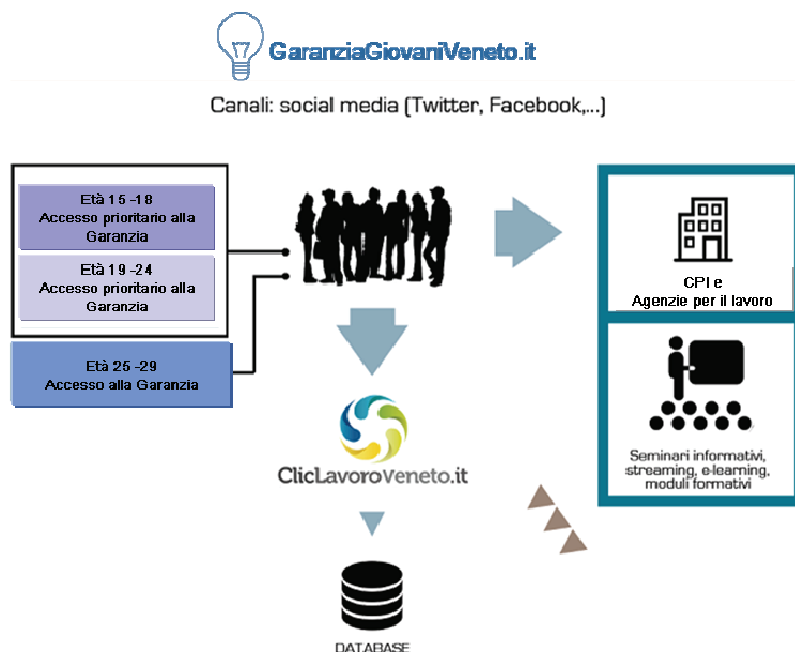 GaranziaGiovaniVeneto.it
Canali: social media (Twitter, Facebook,...)
Età 15 -18
Accesso prioritario alla
Garanzia
Età 19 -24
Accesso prioritario alla
Garanzia
Età 25 -29
Accesso alla Garanzia
CPI e
Agenzie per il lavoro
Seminari informativi,
streaming, e-learning,
moduli formativi
ClicLavoroVeneto.it
DATABASE